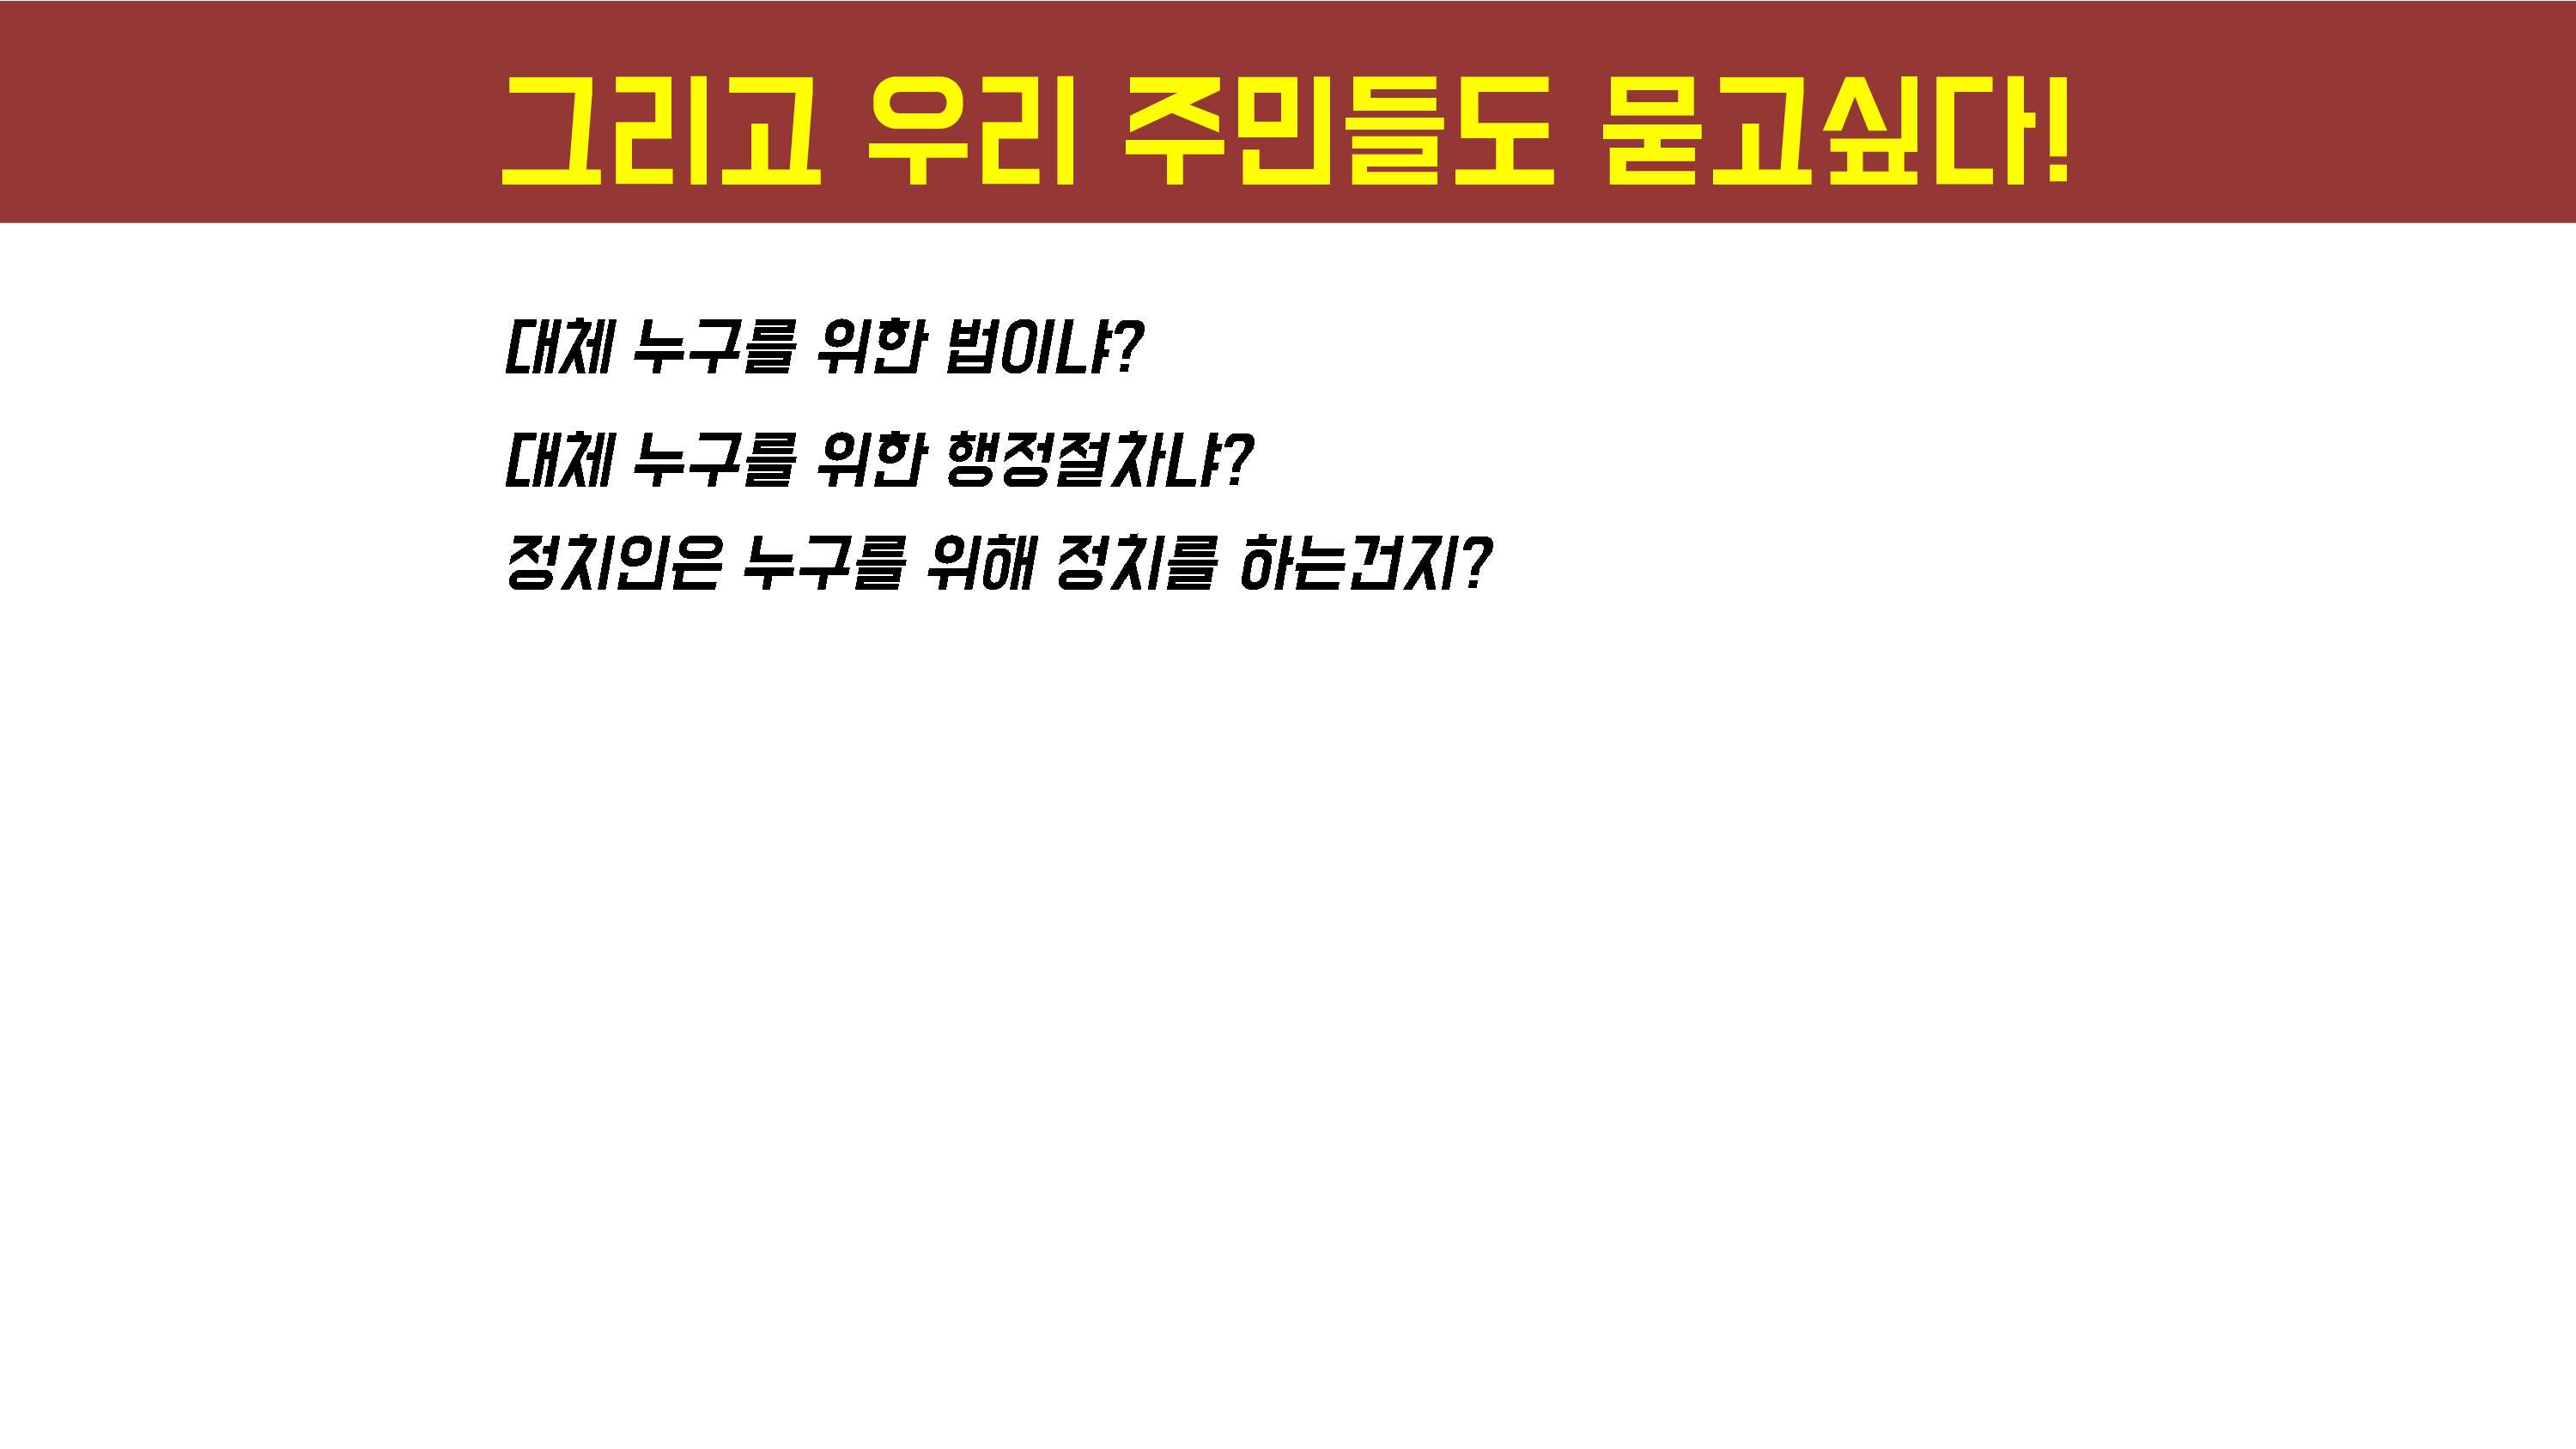 그리고 우리 주민들도 묻고싶다!
대체 누구를 위한 법이냐?
대체 누구를 위한 행정절차냐?
정치인은 누구를 위해 정치를 하는건지?